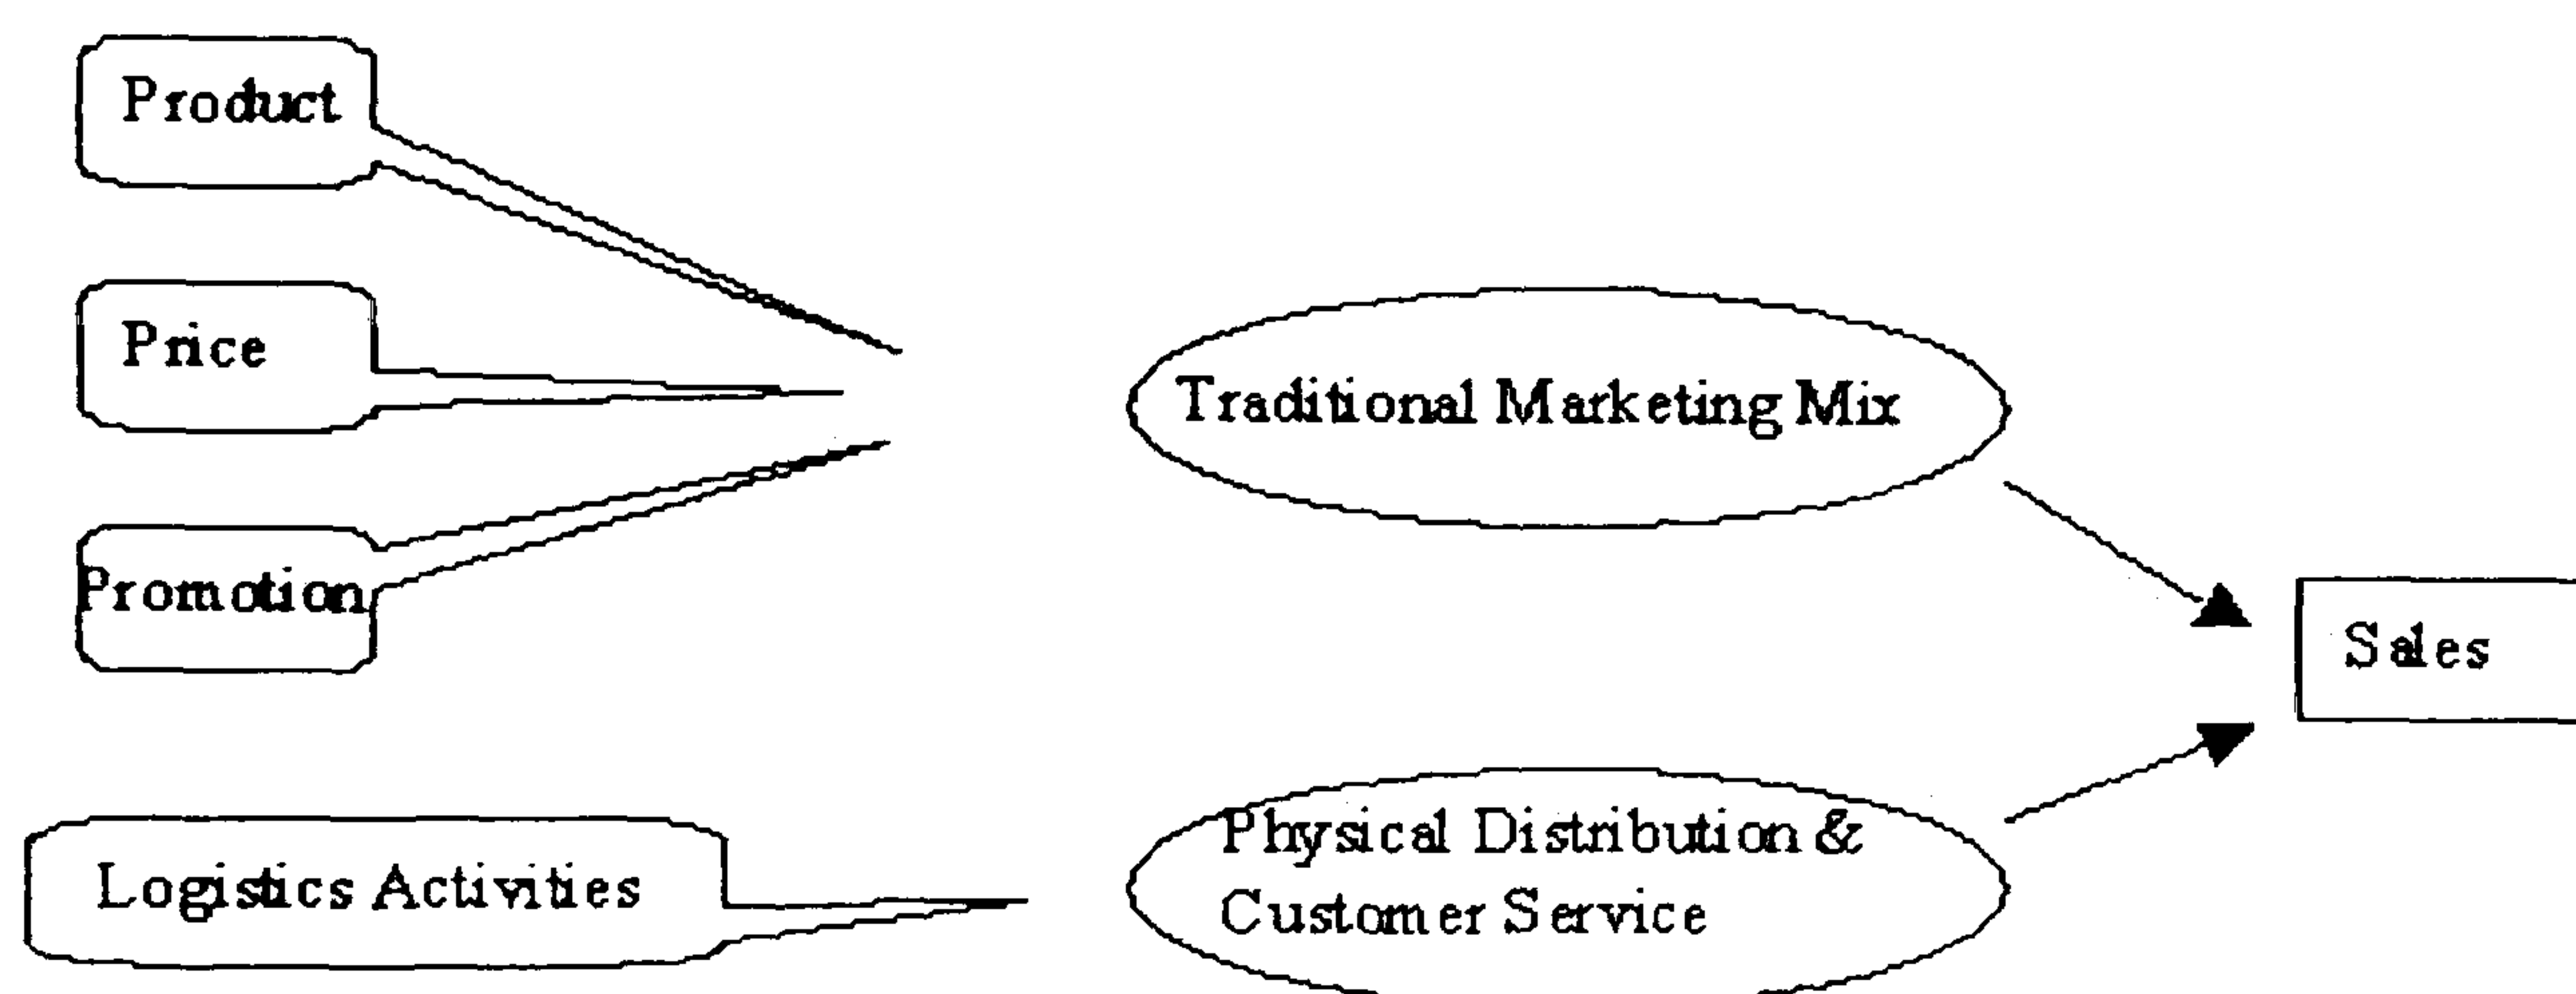 Product
Price
Traditional Marketing Mix
Promotion
Sales
Logistics Activities
Physical Distribution &
Customer Service